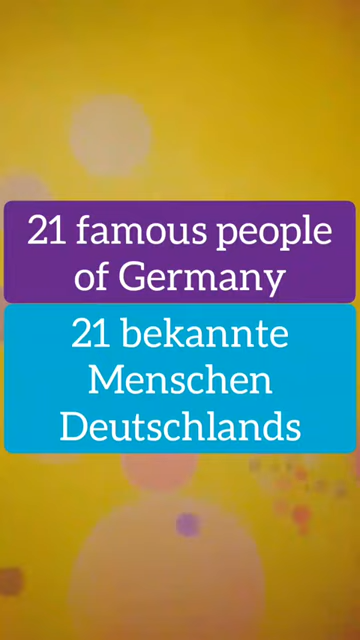 21 famous people
of Germany
21 bekannte
Menschen
Deutschlands